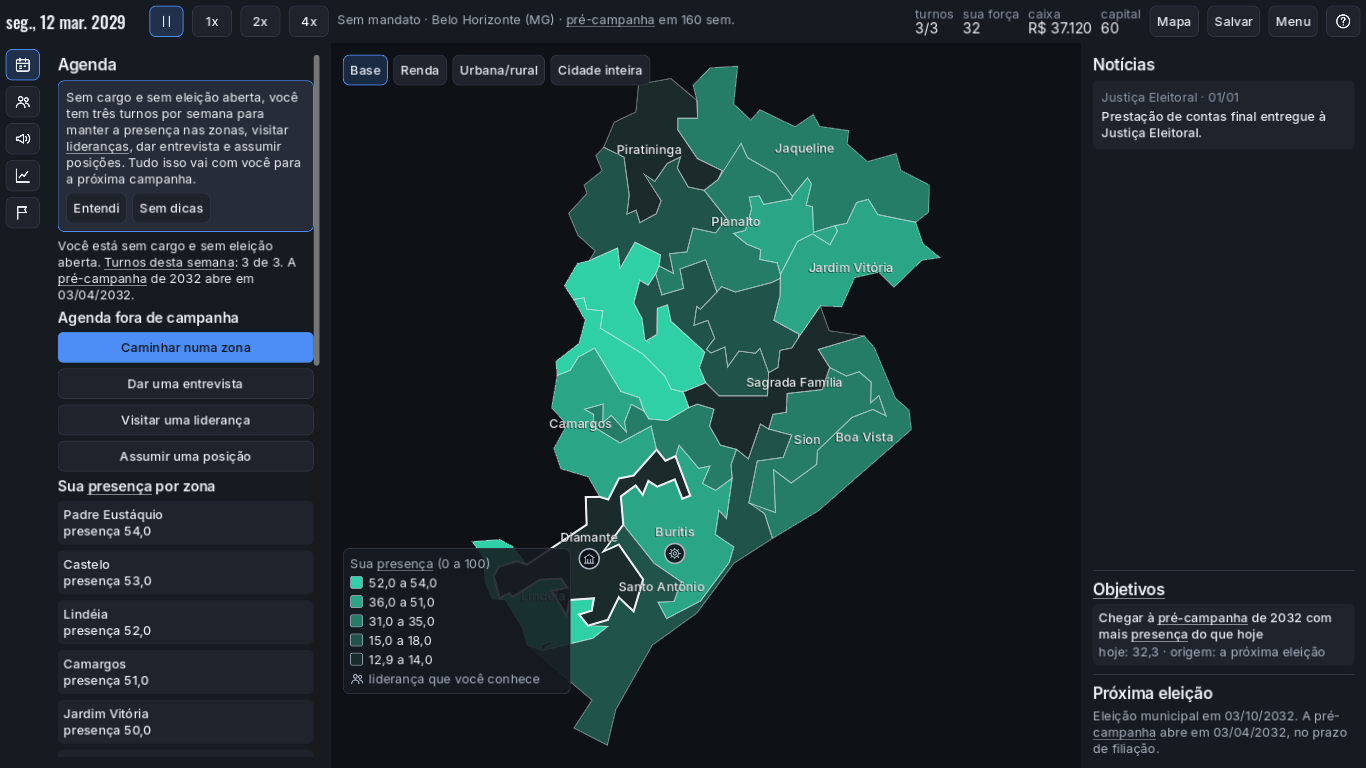 seg., 12 mar. 2029
1x
2x
4x
Sem mandato · Belo Horizonte (MG) · pré-campanha em 160 sem.
turnos
3/3
sua força
32
caixa
R$ 37.120
capital
60
Mapa
Salvar
Menu
Agenda
Sem cargo e sem eleição aberta, você
tem três turnos por semana para
manter a presença nas zonas, visitar
lideranças, dar entrevista e assumir
posições. Tudo isso vai com você para
a próxima campanha.
Entendi
Sem dicas
Você está sem cargo e sem eleição
aberta. Turnos desta semana: 3 de 3. A
pré-campanha de 2032 abre em
03/04/2032.
Agenda fora de campanha
Caminhar numa zona
Dar uma entrevista
Visitar uma liderança
Assumir uma posição
Sua presença por zona
Padre Eustáquio
presença 54,0
Castelo
presença 53,0
Lindéia
presença 52,0
Camargos
presença 51,0
Jardim Vitória
presença 50,0
Base
Renda
Urbana/rural
Cidade inteira
Piratininga
Jaqueline
Planalto
Jardim Vitória
Sagrada Família
Camargos
Sion
Boa Vista
Buritis
Diamante
Santo Antônio
Lindéia
Sua presença (0 a 100)
52,0 a 54,0
36,0 a 51,0
31,0 a 35,0
15,0 a 18,0
12,9 a 14,0
liderança que você conhece
Notícias
Justiça Eleitoral · 01/01
Prestação de contas final entregue à
Justiça Eleitoral.
Objetivos
Chegar à pré-campanha de 2032 com
mais presença do que hoje
hoje: 32,3 · origem: a próxima eleição
Próxima eleição
Eleição municipal em 03/10/2032. A pré-
campanha abre em 03/04/2032, no prazo
de filiação.